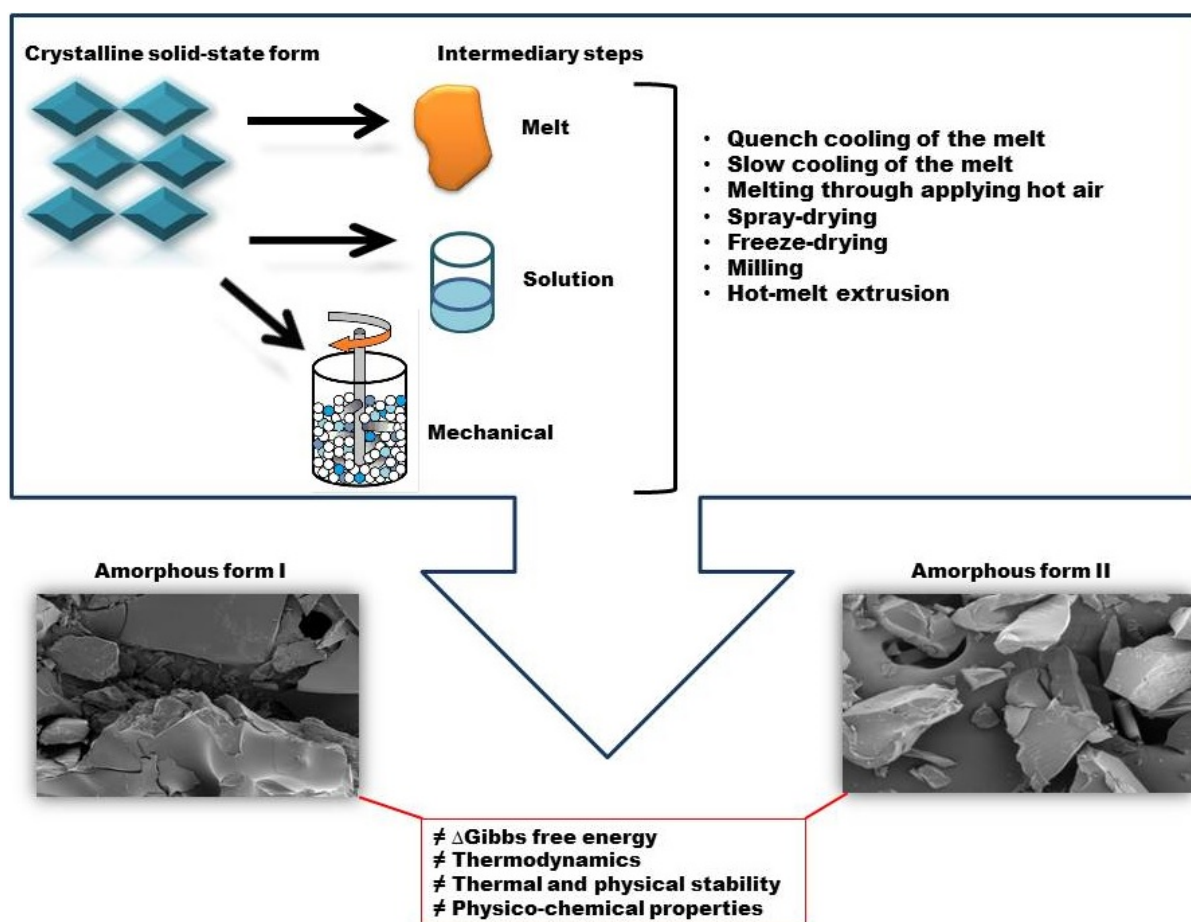 Crystalline solid-state form
Intermediary steps
Melt
Solution
Mechanical
· Quench cooling of the melt
· Slow cooling of the melt
· Melting through applying hot air
· Spray-drying
· Freeze-drying
· Milling
· Hot-melt extrusion
Amorphous form I
Amorphous form II
≠ ∆Gibbs free energy
≠ Thermodynamics
≠ Thermal and physical stability
≠ Physico-chemical properties